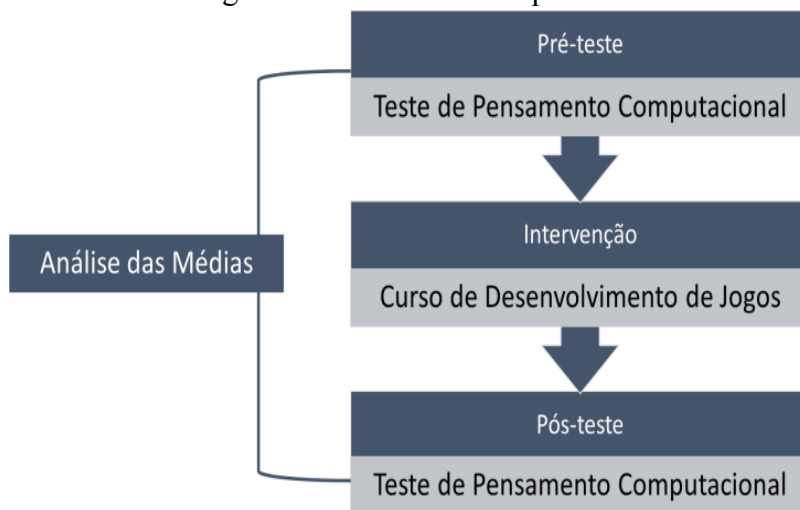 Pré-teste
Teste de Pensamento Computacional
Intervenção
Análise das Médias
Curso de Desenvolvimento de Jogos
Pós-teste
Teste de Pensamento Computacional